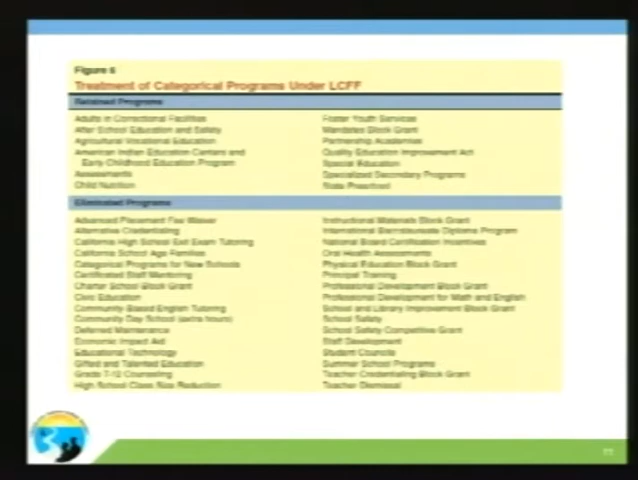 Figure 6
Treatment of Categorical Programs Under LCFF
Retained Programs
Adults in Correctional Facilities
After School Education and Safety
Agricultural Vocational Education
American Indian Education Centers and
Early Childhood Education Program
Assessments
Child Nutrition
Foster Youth Services
Mandates Block Grant
Partnership Academies
Quality Education Improvement Act
Special Education
Specialized Secondary Programs
State Preschool
Eliminated Programs
Advanced Placement Fee Waiver
Alternative Credentialing
California High School Exit Exam Tutoring
California School Age Families
Categorical Programs for New Schools
Certificated Staff Mentoring
Charter School Block Grant
Civic Education
Community Based English Tutoring
Community Day School (extra hours)
Deferred Maintenance
Economic Impact Aid
Educational Technology
Gifted and Talented Education
Grade 7-12 Counseling
High School Class Size Reduction
Instructional Materials Block Grant
International Baccalaureate Diploma Program
National Board Certification Incentives
Oral Health Assessments
Physical Education Block Grant
Principal Training
Professional Development Block Grant
Professional Development for Math and English
School and Library Improvement Block Grant
School Safety
School Safety Competitive Grant
Staff Development
Student Councils
Summer School Programs
Teacher Credentialing Block Grant
Teacher Dismissal